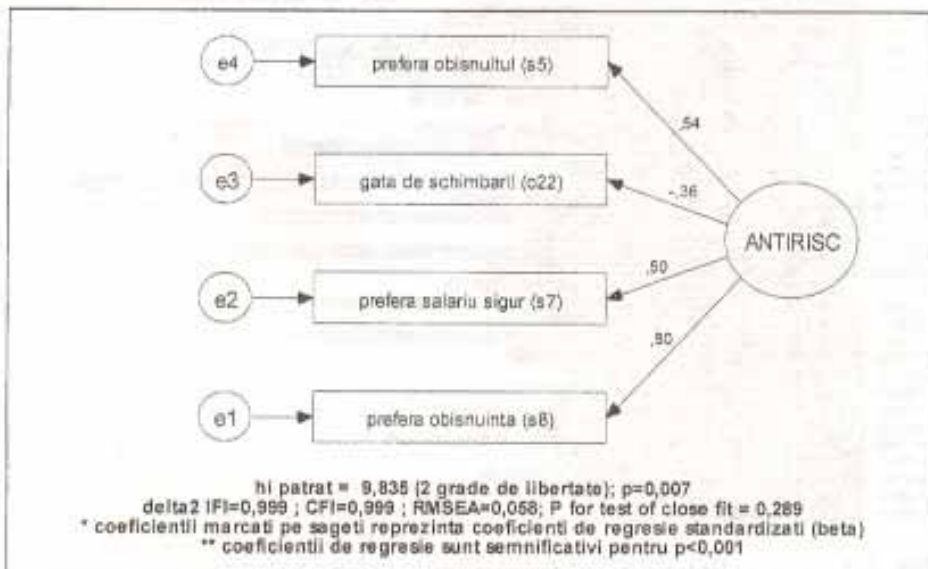 e4
prefera obisnuitul (s5)
,54
e3
gata de schimbarii (c22)
-,36
ANTIRISC
,50
e2
prefera salariu sigur (s7)
,80
e1
prefera obisnuinta (s6)
hi patrat = 9,835 (2 grade de libertate); p=0,007
delta2 IFI=0,999 ; CFI=0,999 ; RMSEA=0,058; P for test of close fit = 0,289
* coeficientii marcati pe sageti reprezinta coeficienti de regresie standardizati (beta)
** coeficientii de regresie sunt semnificativi pentru p<0,001